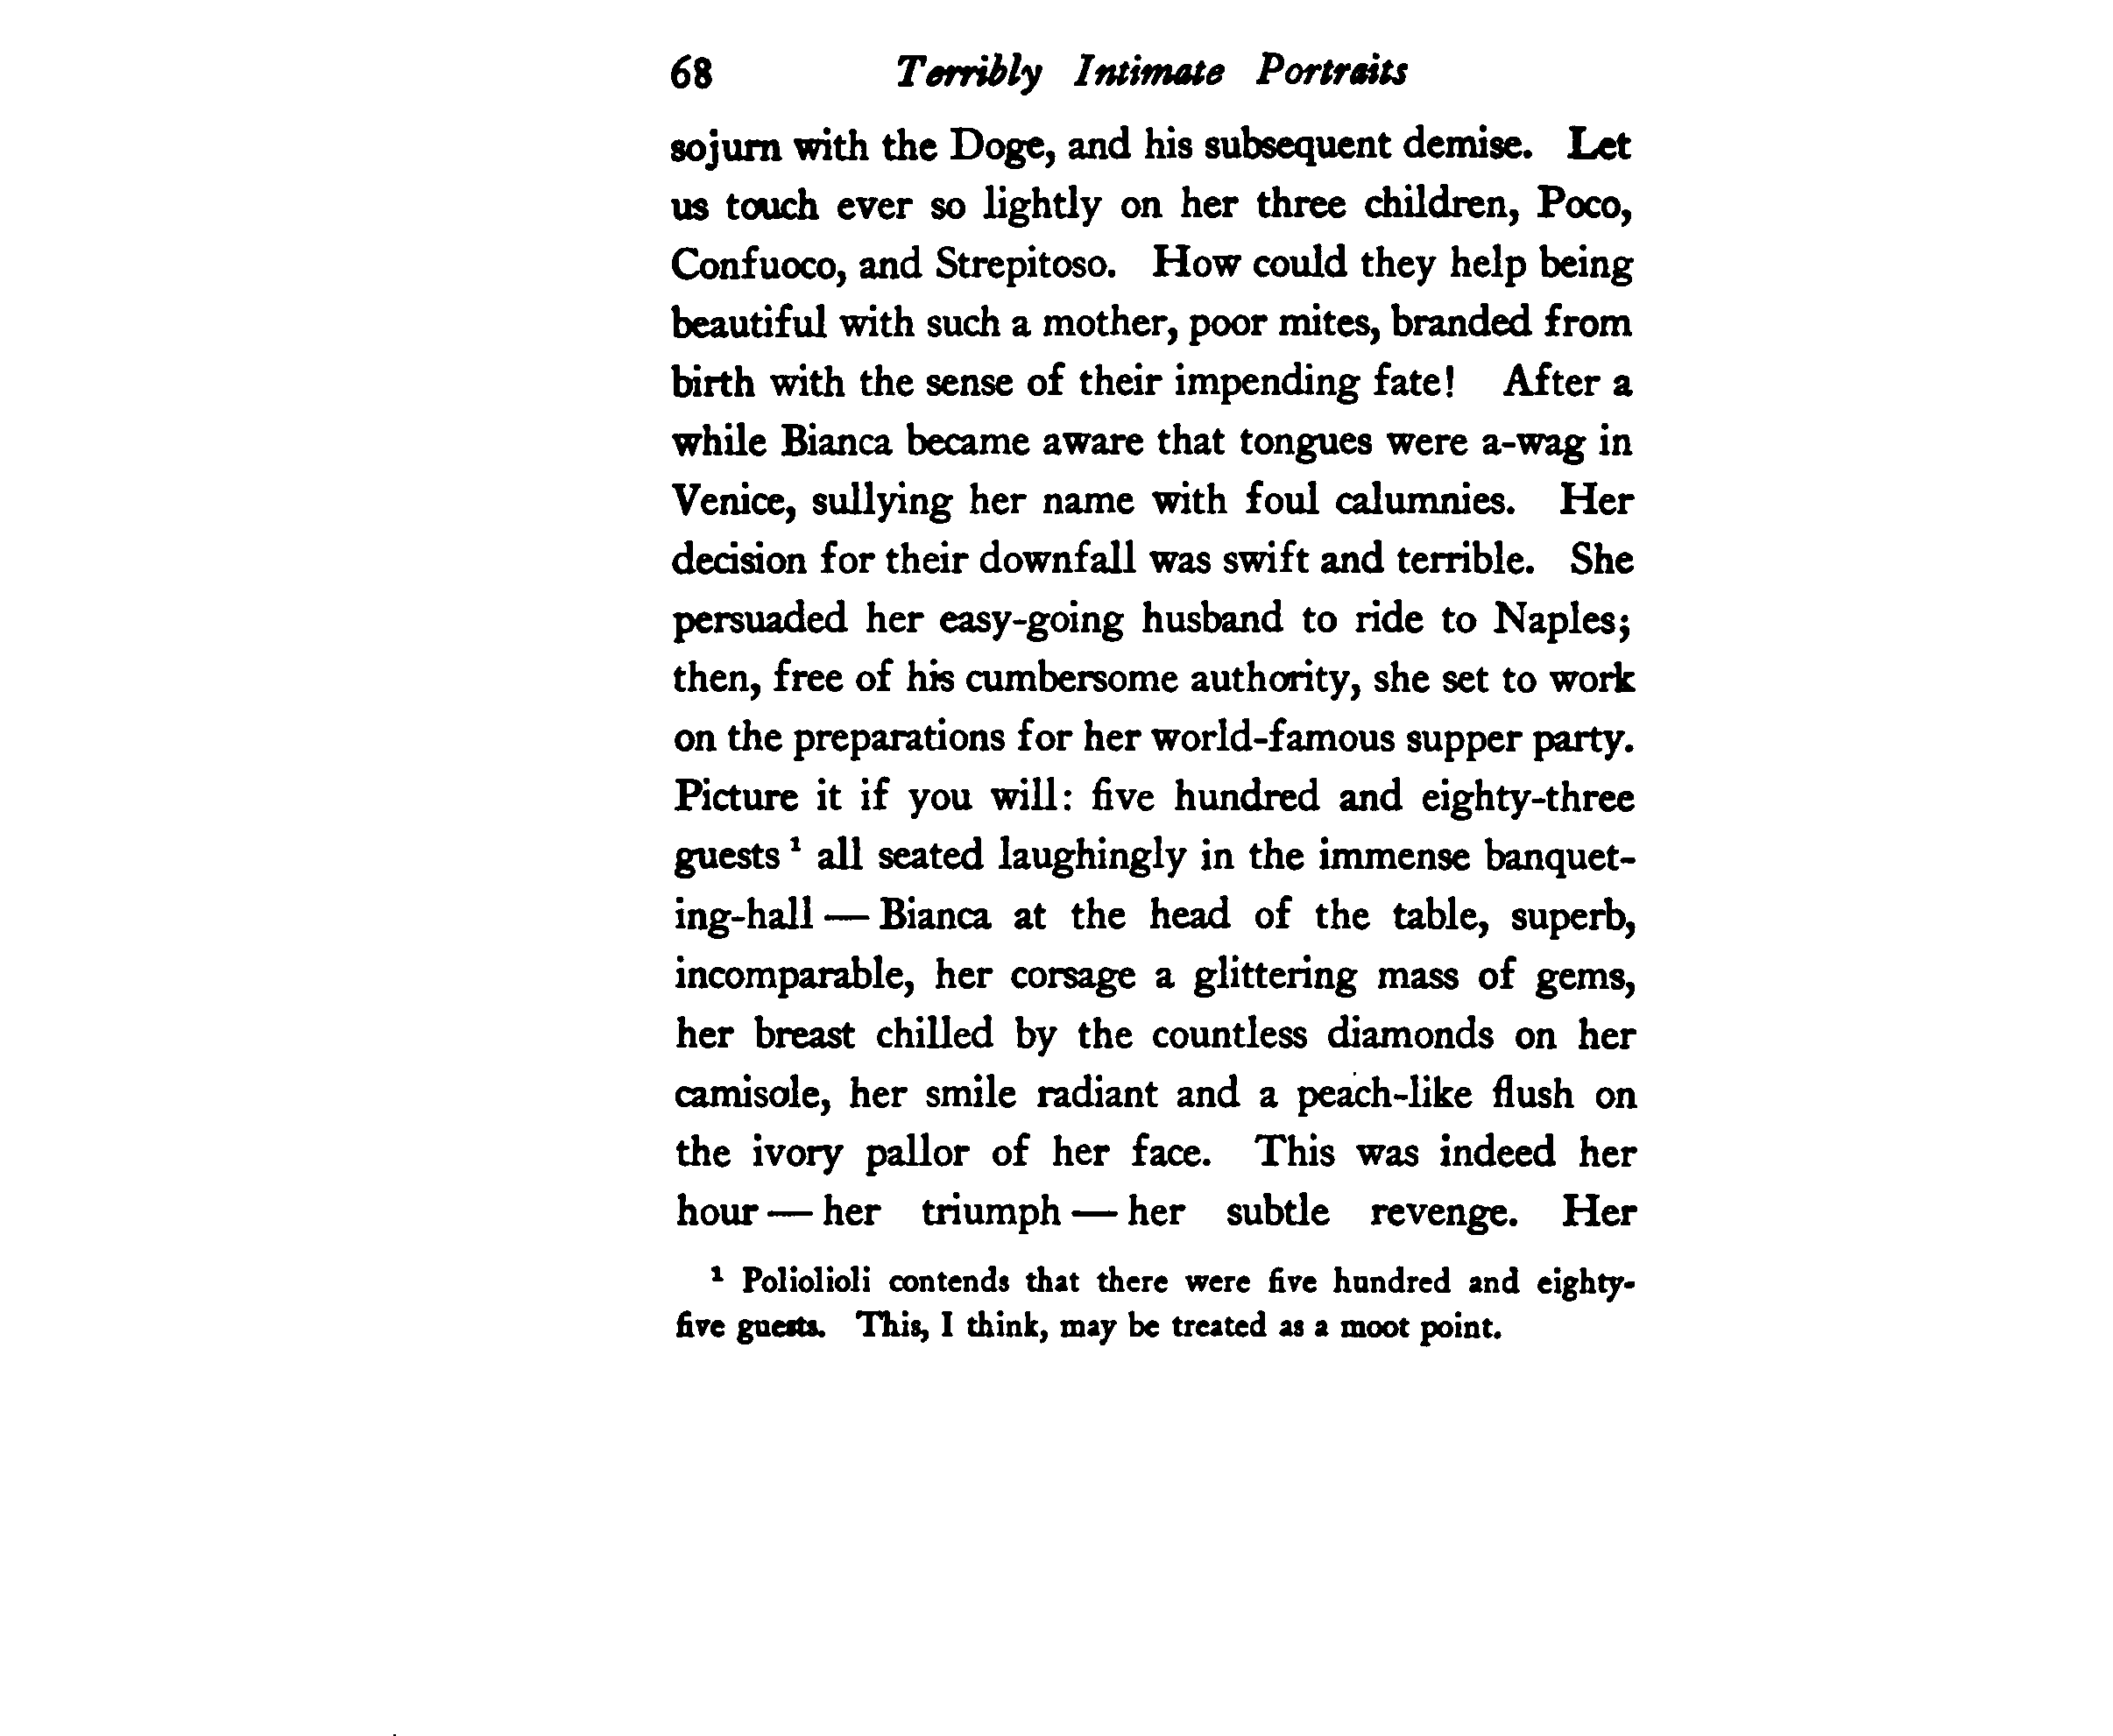 68 Terribly Intimate Portraits
sojurn with the Doge, and his subsequent demise. Let
us touch ever so lightly on her three children, Poco,
Confuoco, and Strepitoso. How could they help being
beautiful with such a mother, poor mites, branded from
birth with the sense of their impending fate! After a
while Bianca became aware that tongues were a-wag in
Venice, sullying her name with foul calumnies. Her
decision for their downfall was swift and terrible. She
persuaded her easy-going husband to ride to Naples;
then, free of his cumbersome authority, she set to work
on the preparations for her world-famous supper party.
Picture it if you will: five hundred and eighty-three
guests ¹ all seated laughingly in the immense banquet-
ing-hall — Bianca at the head of the table, superb,
incomparable, her corsage a glittering mass of gems,
her breast chilled by the countless diamonds on her
camisole, her smile radiant and a peach-like flush on
the ivory pallor of her face. This was indeed her
hour — her triumph — her subtle revenge. Her
¹ Poliolioli contends that there were five hundred and eighty-
five guests. This, I think, may be treated as a moot point.